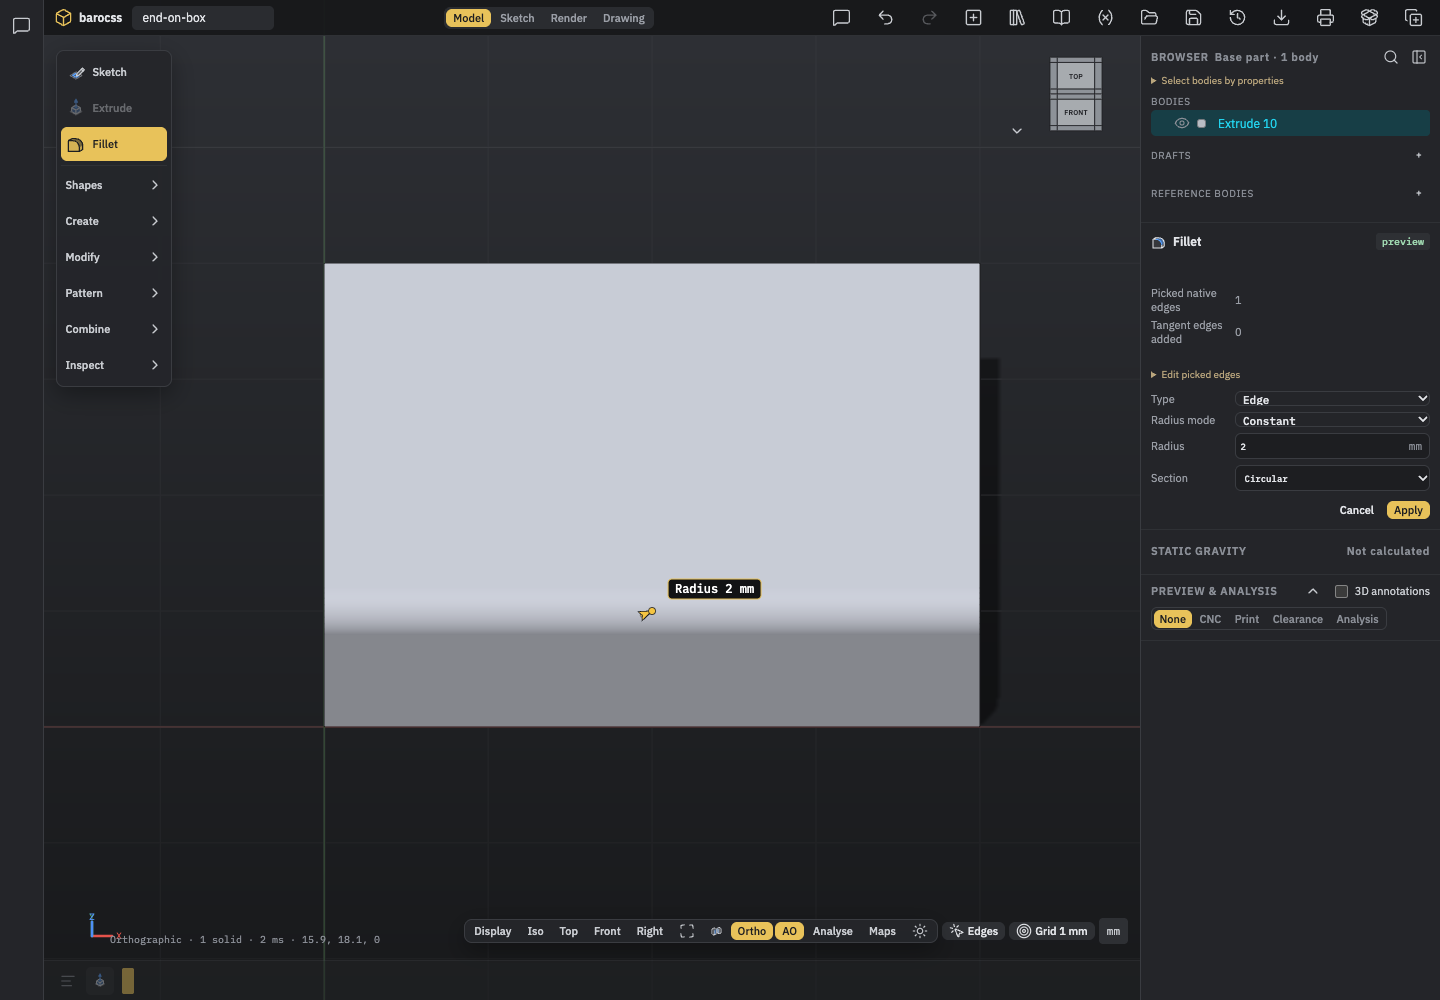 barocss
end-on-box
Model
Sketch
Render
Drawing
Sketch
Extrude
Fillet
Shapes
Create
Modify
Pattern
Combine
Inspect
TOP
FRONT
Radius 2 mm
BROWSER Base part · 1 body
Select bodies by properties
BODIES
Extrude 10
DRAFTS
+
REFERENCE BODIES
+
Fillet
preview
Picked native
edges
1
Tangent edges
added
0
Edit picked edges
Type
Edge
Radius mode
Constant
Radius
2
mm
Section
Circular
Cancel
Apply
STATIC GRAVITY
Not calculated
PREVIEW & ANALYSIS
3D annotations
None
CNC
Print
Clearance
Analysis
Z
X
Orthographic · 1 solid · 2 ms · 15.9, 18.1, 0
Display
Iso
Top
Front
Right
Ortho
AO
Analyse
Maps
Edges
Grid 1 mm
mm